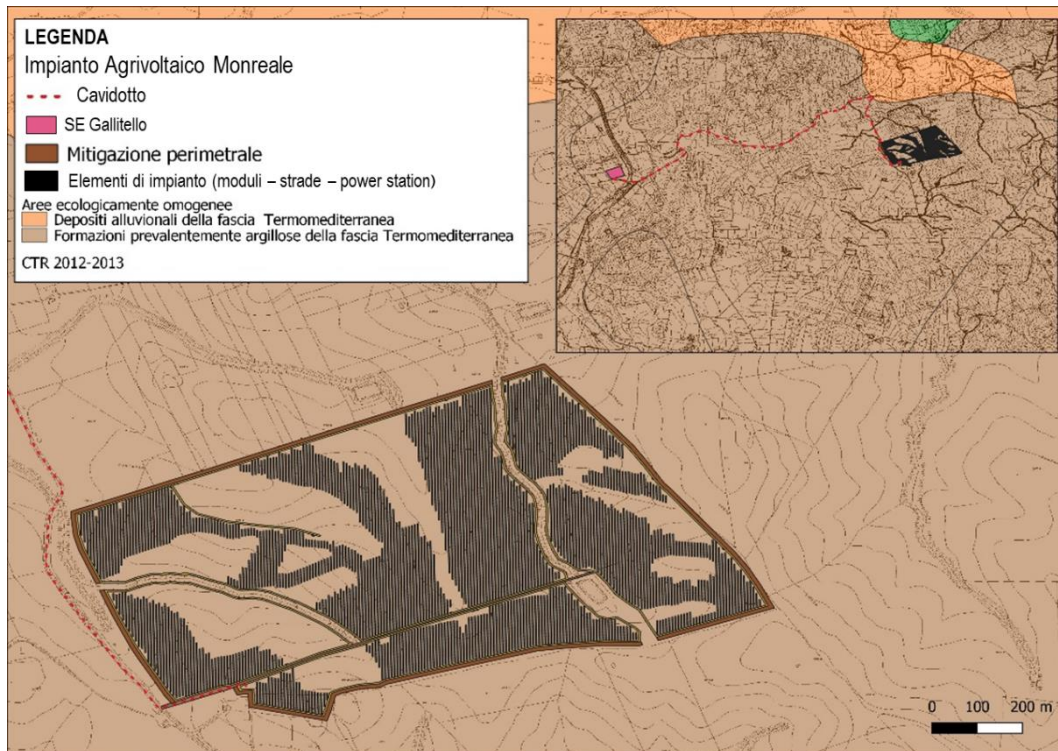 LEGENDA
Impianto Agrivoltaico Monreale
Cavidotto
SE Gallitello
Mitigazione perimetrale
Elementi di impianto (moduli – strade – power station)
Aree ecologicamente omogenee
Depositi alluvionali della fascia Termomediterranea
Formazioni prevalentemente argillose della fascia Termomediterranea
CTR 2012-2013
0 100 200 m